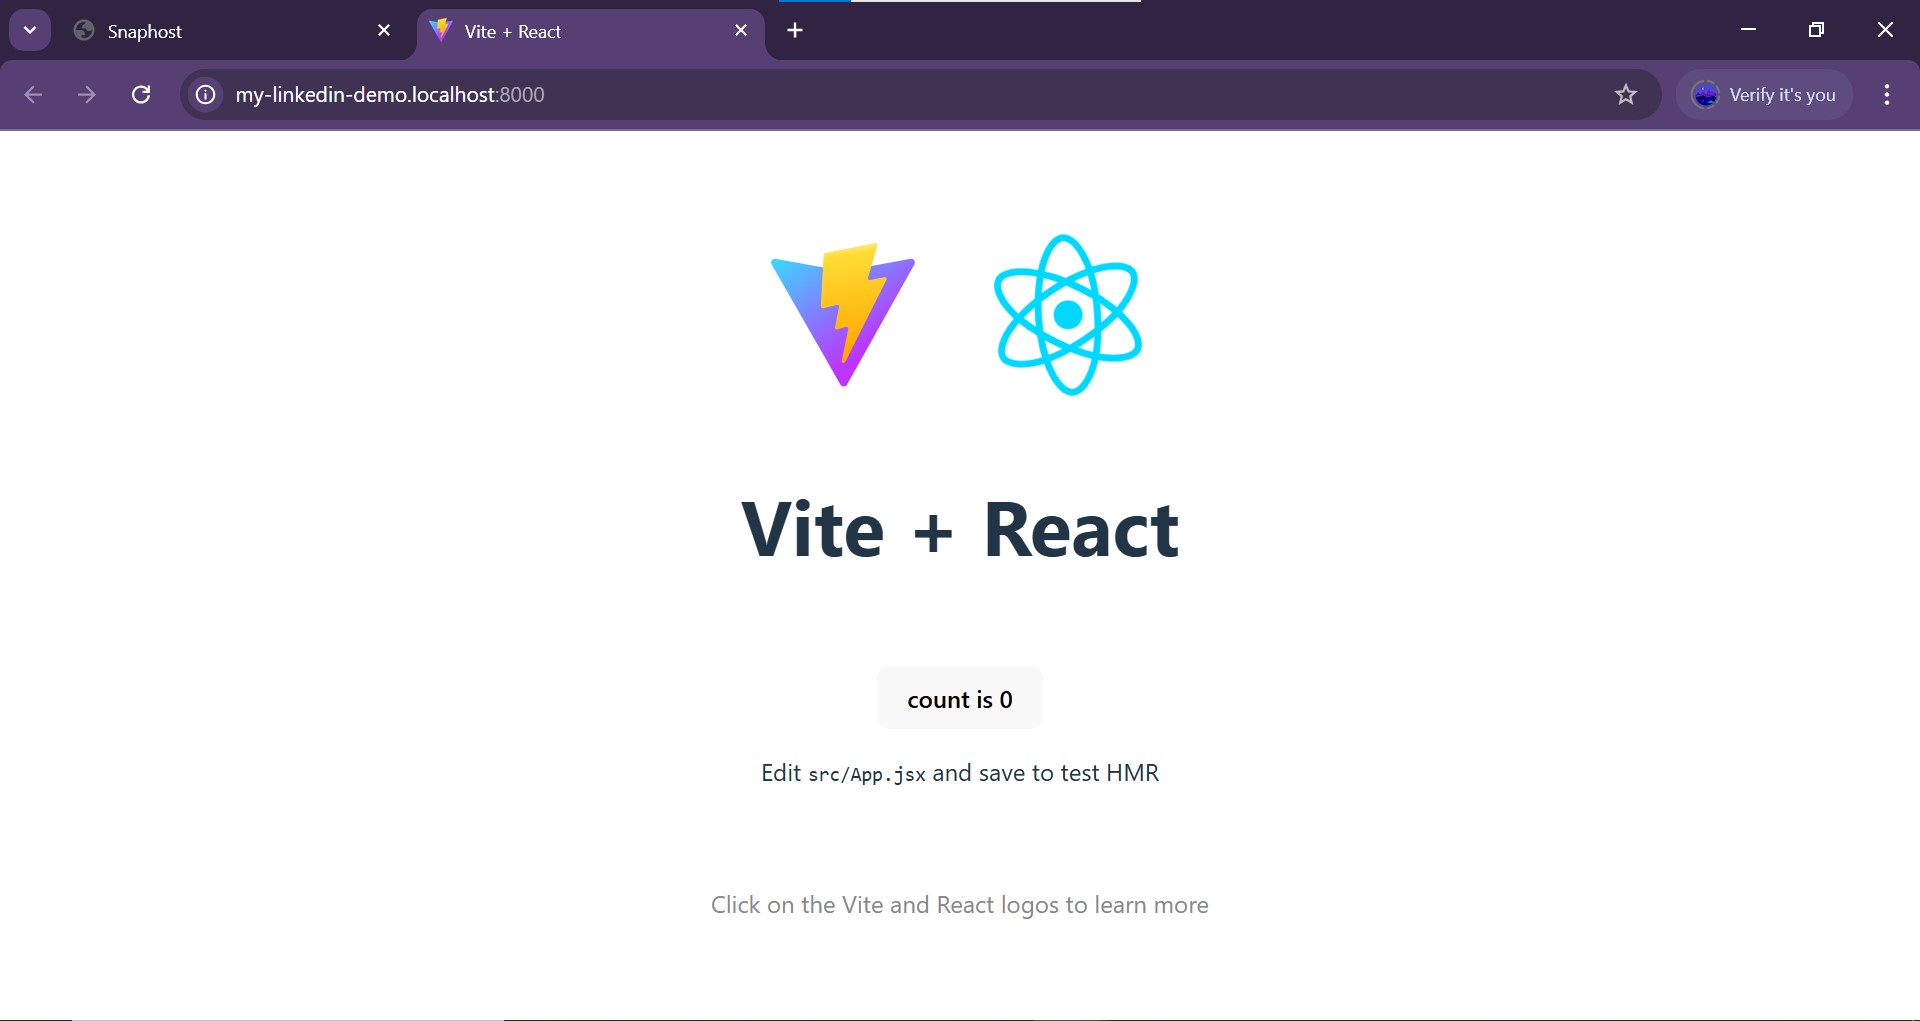 Snaphost
Vite + React
my-linkedin-demo.localhost:8000
Verify it's you
Vite + React
count is 0
Edit src/App.jsx and save to test HMR
Click on the Vite and React logos to learn more